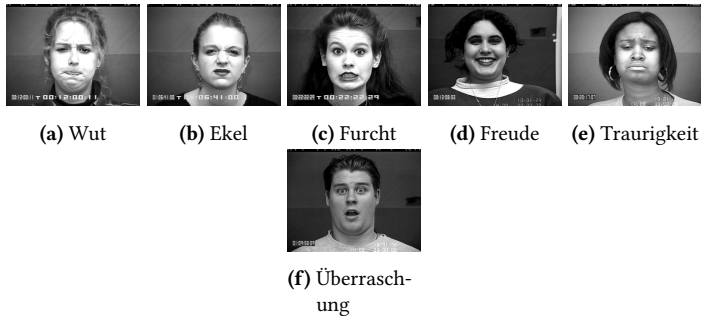 (a) Wut
(b) Ekel
(c) Furcht
(d) Freude
(e) Traurigkeit
(f) Überrasch-
ung